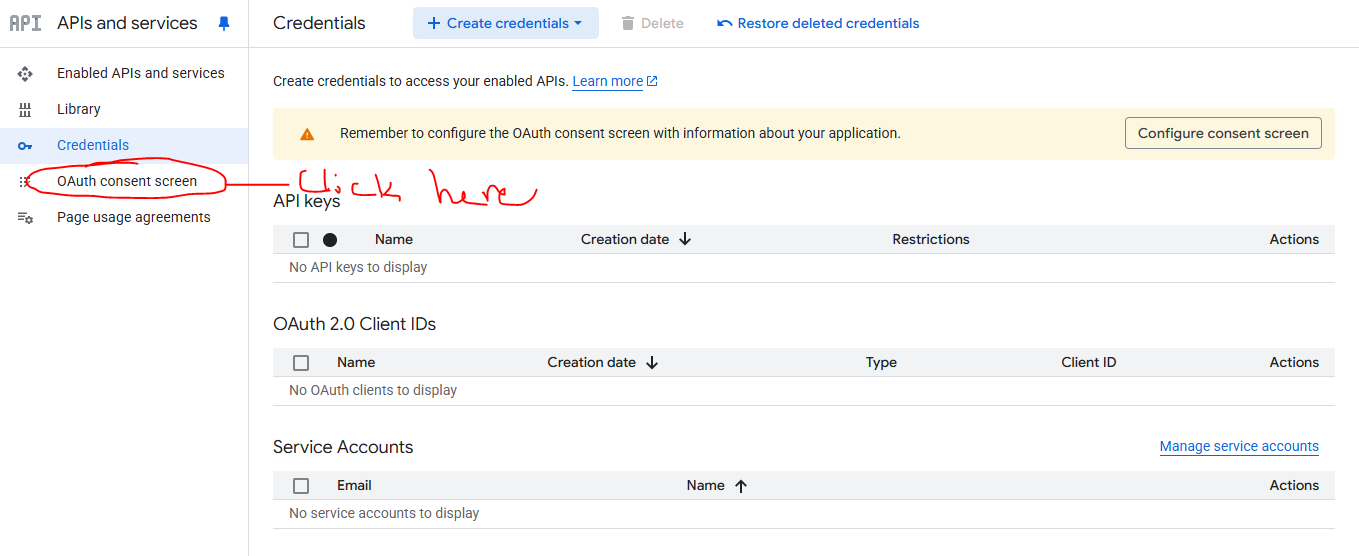 API APIs and services
Credentials + Create credentials Delete Restore deleted credentials
Enabled APIs and services
Library
Credentials
OAuth consent screen
Page usage agreements
Create credentials to access your enabled APIs. Learn more
Remember to configure the OAuth consent screen with information about your application. Configure consent screen
Click here
API keys
Name Creation date Restrictions Actions
No API keys to display
OAuth 2.0 Client IDs
Name Creation date Type Client ID Actions
No OAuth clients to display
Service Accounts Manage service accounts
Email Name Actions
No service accounts to display